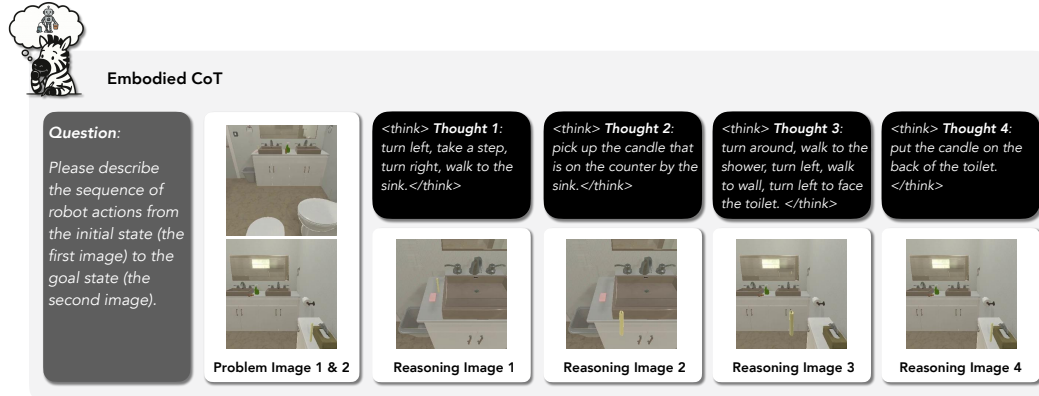 Embodied CoT
Question:
Please describe
the sequence of
robot actions from
the initial state (the
first image) to the
goal state (the
second image).
Problem Image 1 & 2
<think> Thought 1:
turn left, take a step,
turn right, walk to the
sink.</think>
Reasoning Image 1
<think> Thought 2:
pick up the candle that
is on the counter by the
sink.</think>
Reasoning Image 2
<think> Thought 3:
turn around, walk to the
shower, turn left, walk
to wall, turn left to face
the toilet. </think>
Reasoning Image 3
<think> Thought 4:
put the candle on the
back of the toilet.
</think>
Reasoning Image 4